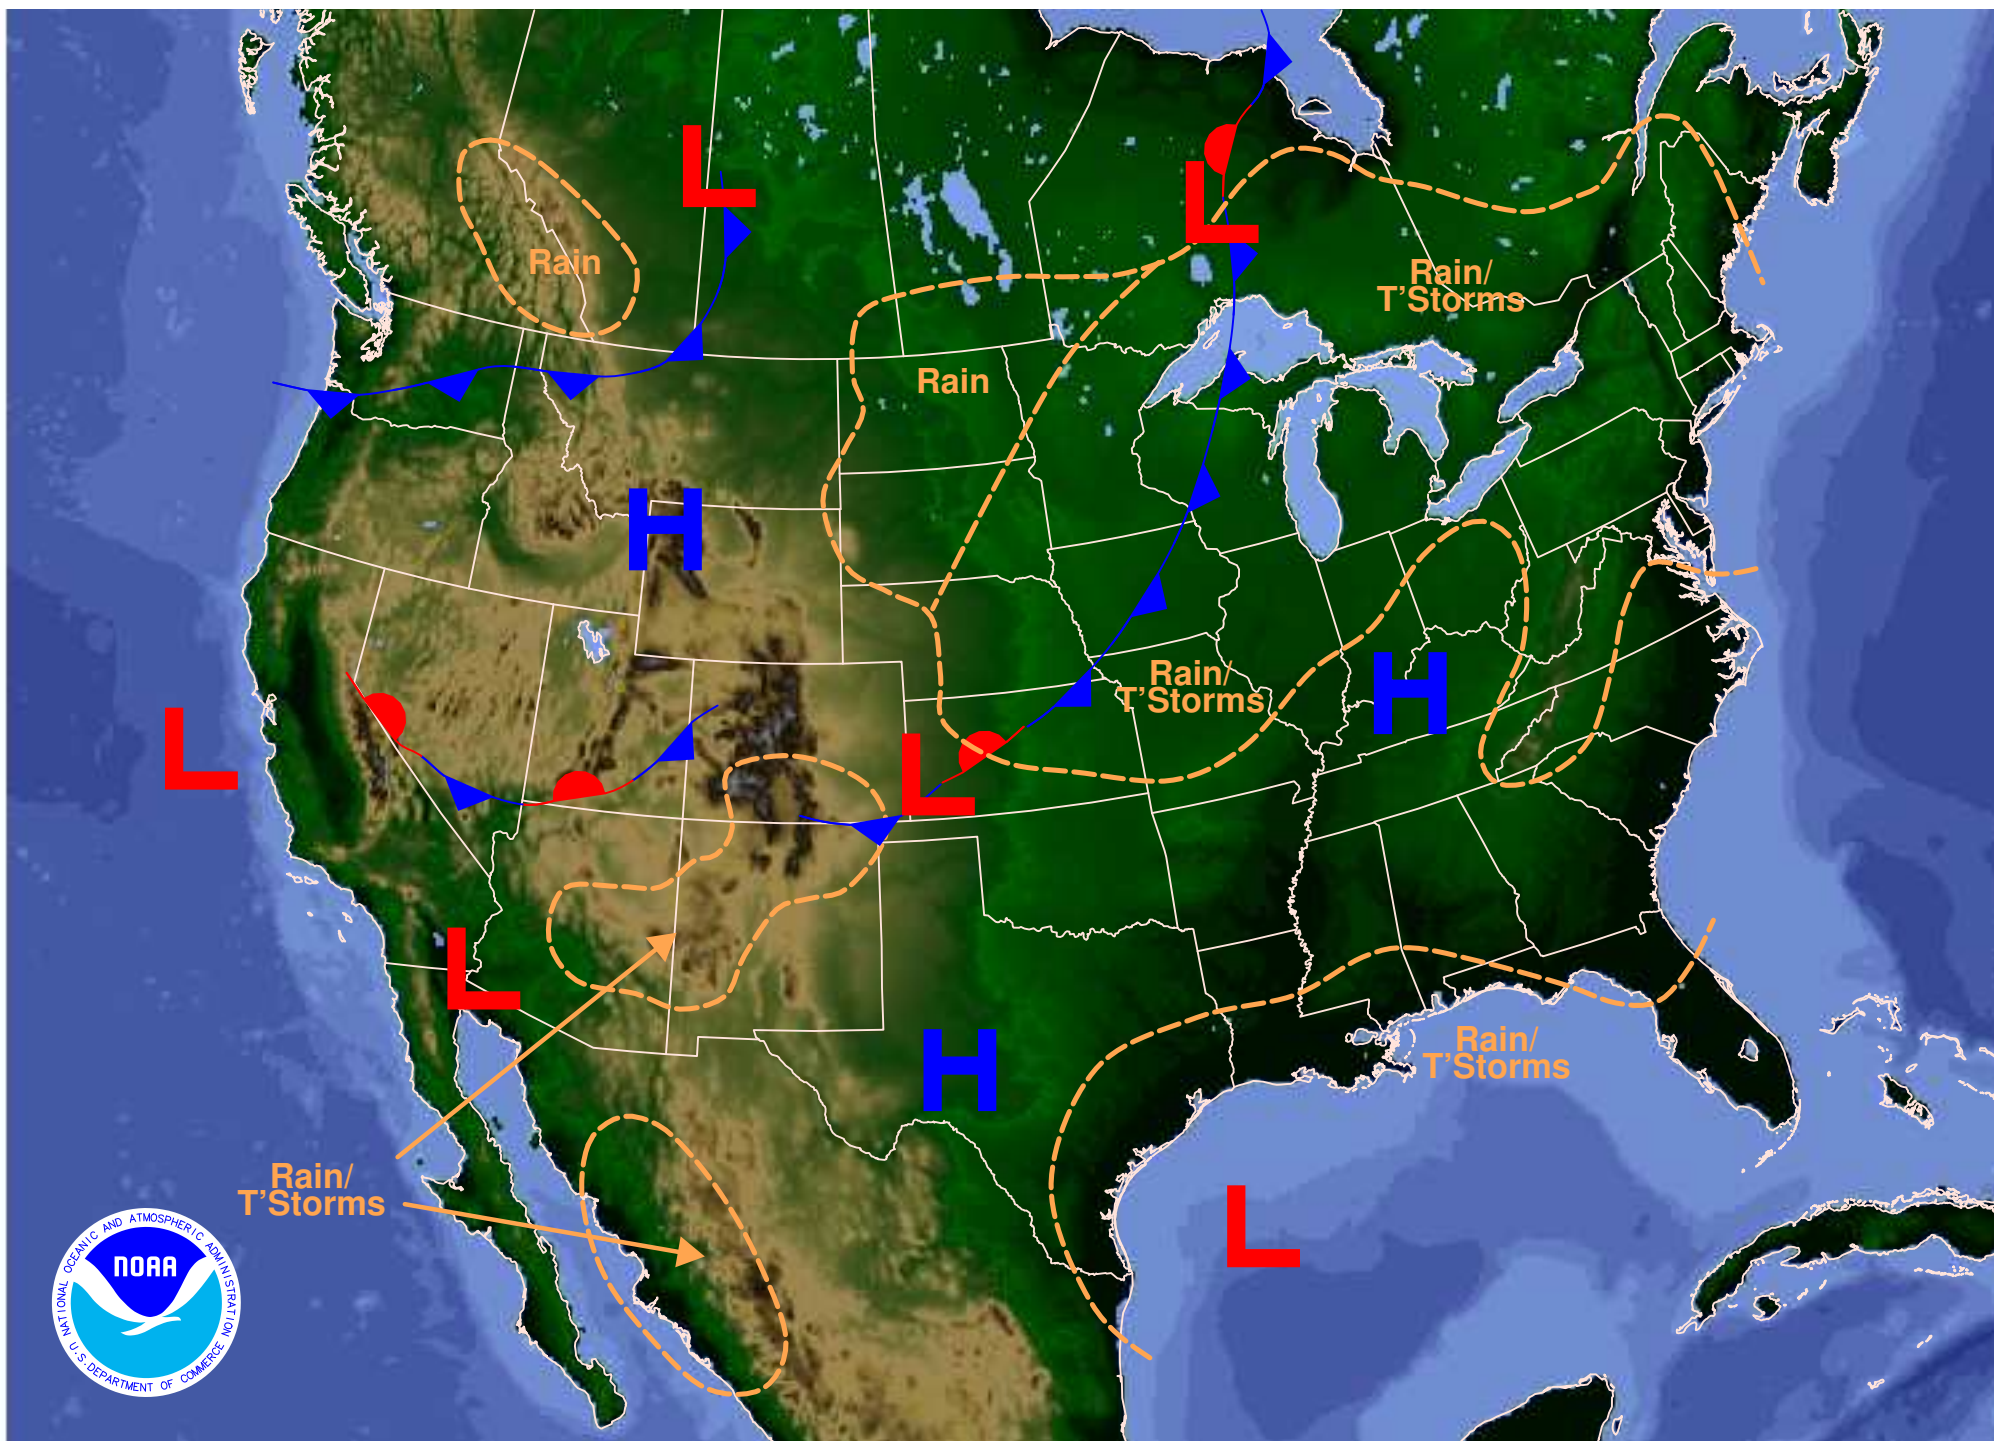 L
L
Rain
Rain/
T'Storms
Rain
H
Rain/
T'Storms
H
L
L
L
Rain/
T'Storms
H
Rain/
T'Storms
L
NATIONAL OCEANIC AND ATMOSPHERIC ADMINISTRATION
NOAA
U.S. DEPARTMENT OF COMMERCE